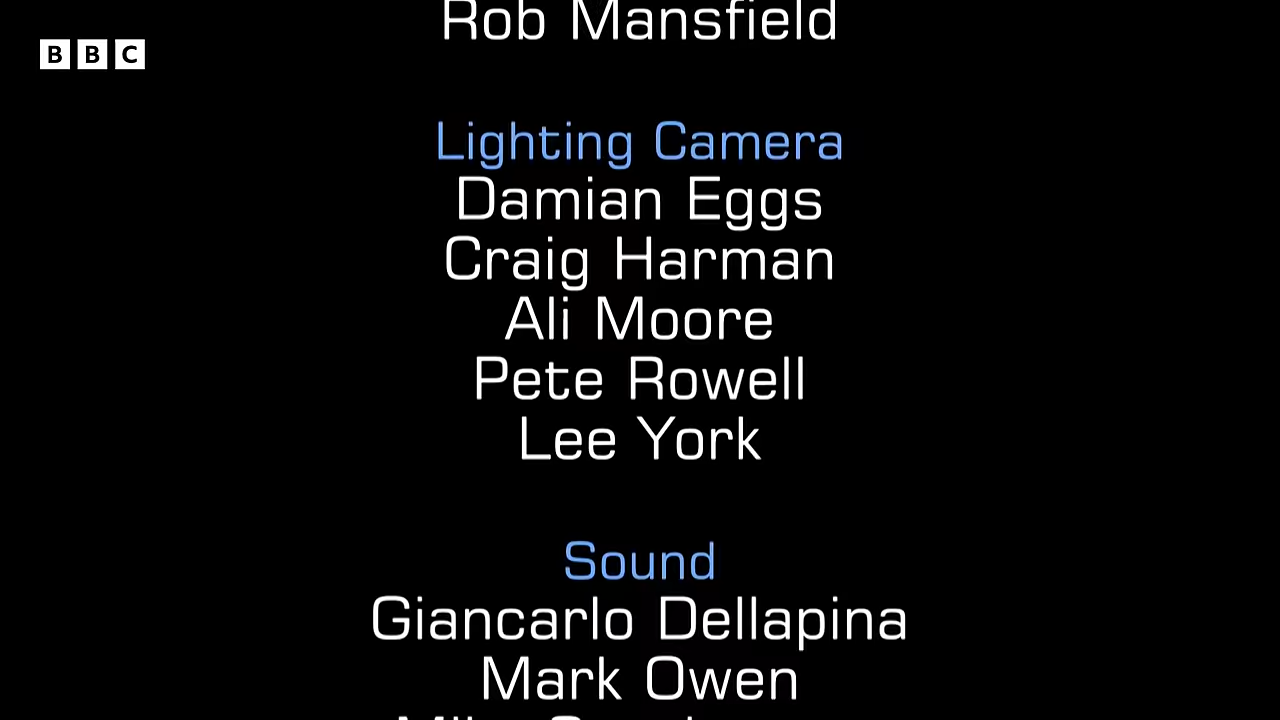 BBC
Rob Mansfield
Lighting Camera
Damian Eggs
Craig Harman
Ali Moore
Pete Rowell
Lee York
Sound
Giancarlo Dellapina
Mark Owen